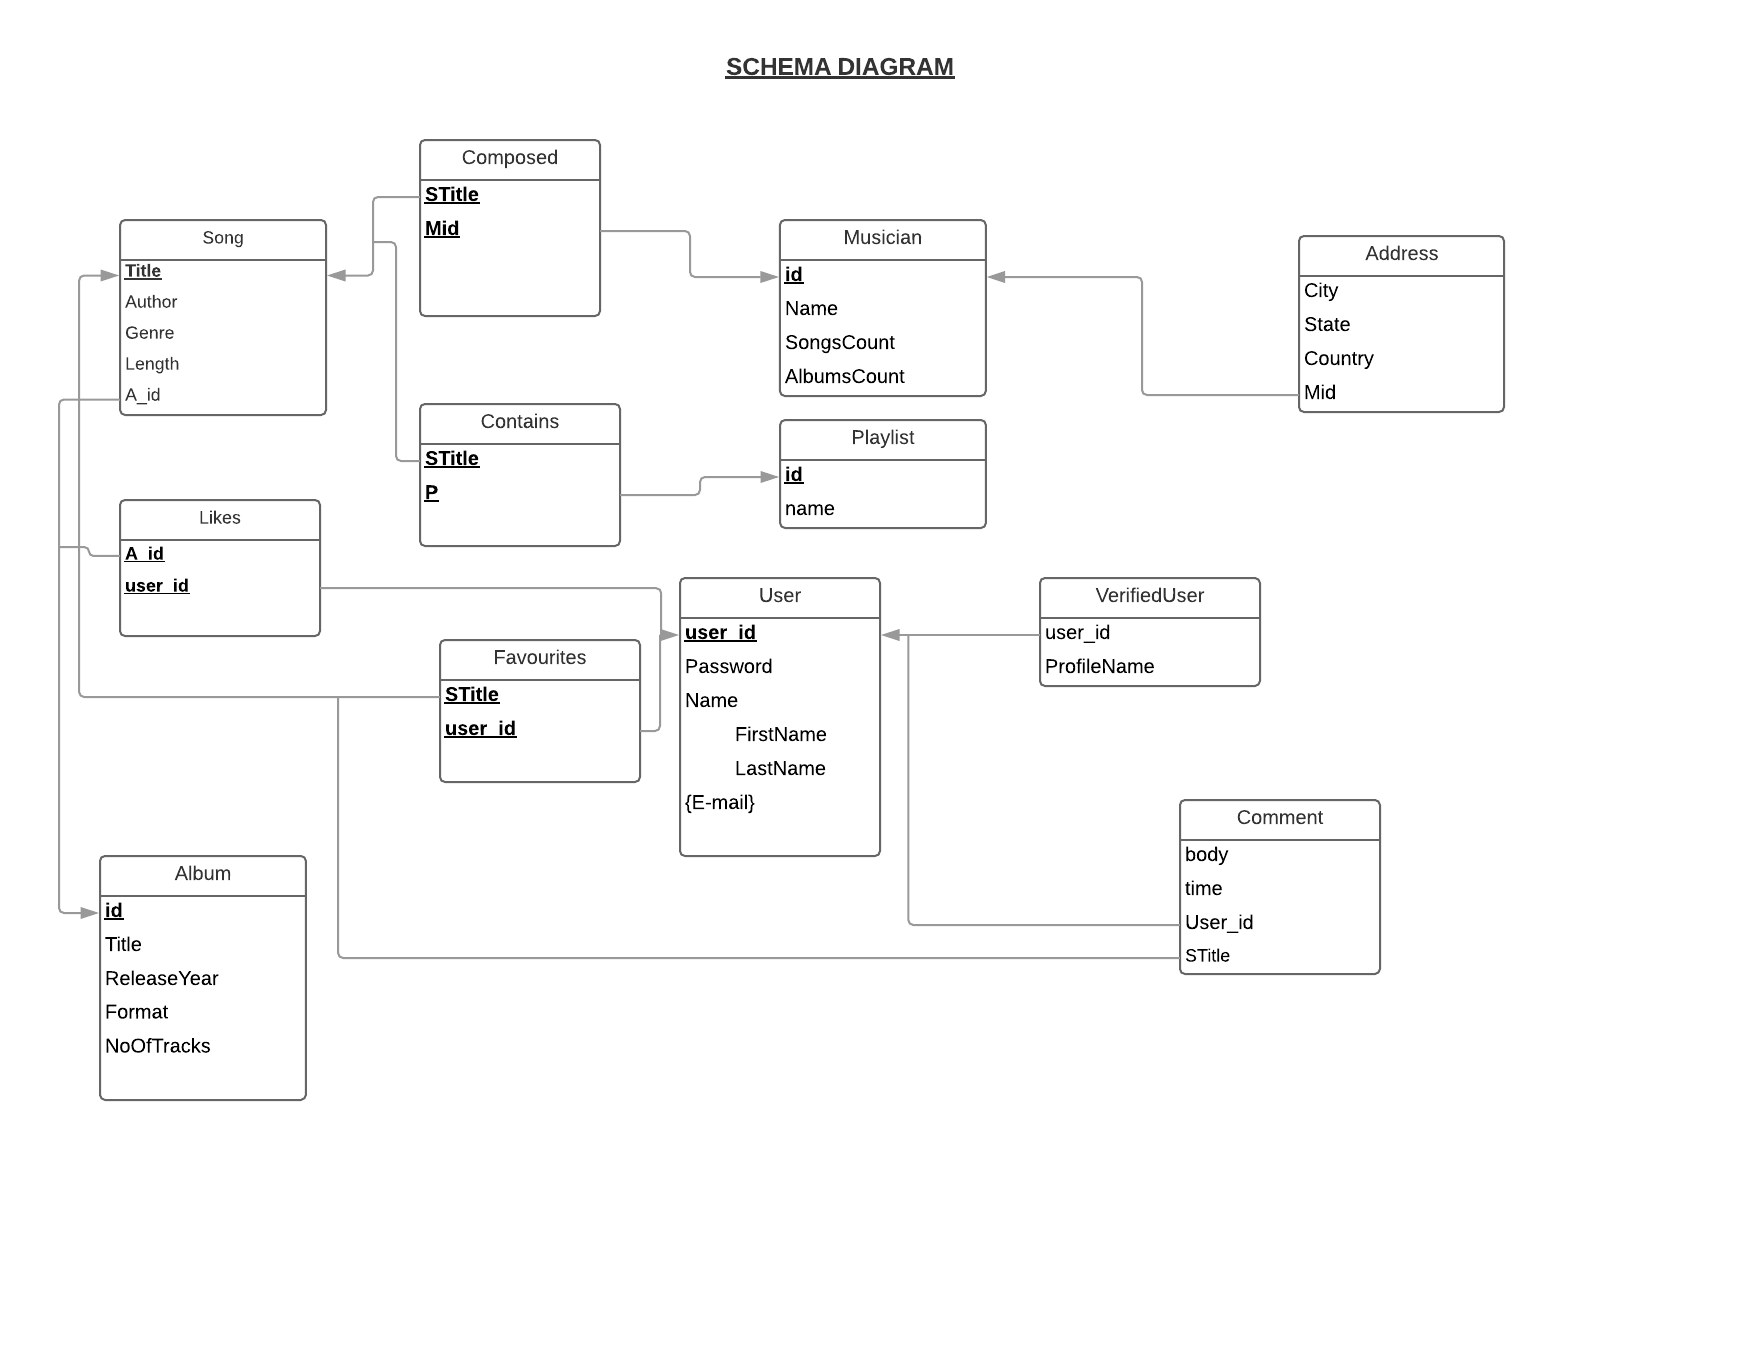 SCHEMA DIAGRAM
Composed
STitle
Mid
Song
Title
Author
Genre
Length
A_id
Musician
id
Name
SongsCount
AlbumsCount
Address
City
State
Country
Mid
Contains
STitle
P
Playlist
id
name
Likes
A_id
user_id
User
user_id
Password
Name
FirstName
LastName
{E-mail}
VerifiedUser
user_id
ProfileName
Favourites
STitle
user_id
Comment
body
time
User_id
STitle
Album
id
Title
ReleaseYear
Format
NoOfTracks